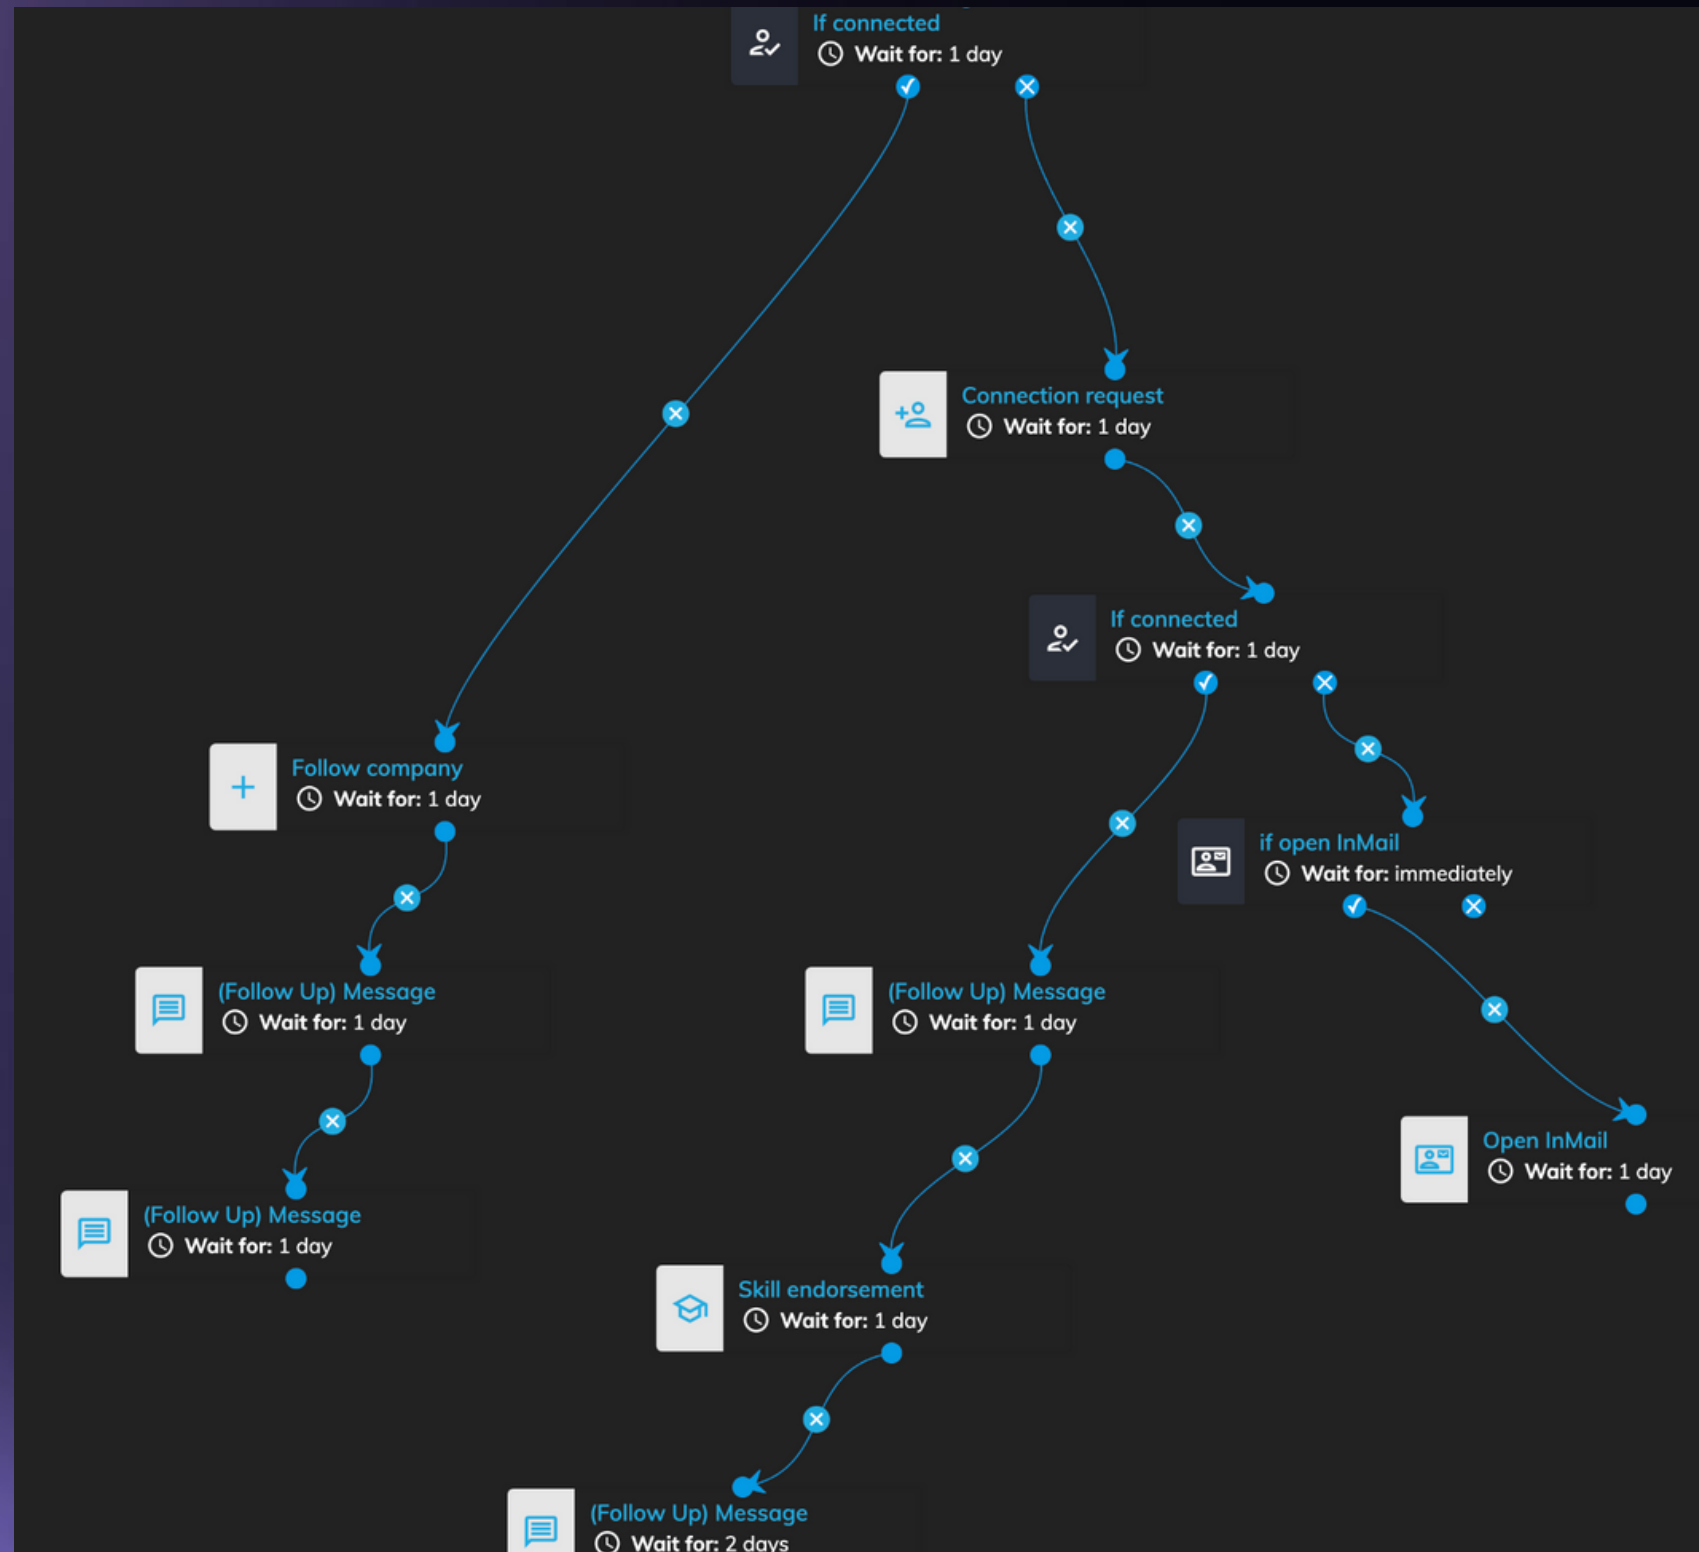 If connected
Wait for: 1 day
Connection request
Wait for: 1 day
If connected
Wait for: 1 day
Follow company
Wait for: 1 day
if open InMail
Wait for: immediately
(Follow Up) Message
Wait for: 1 day
(Follow Up) Message
Wait for: 1 day
Open InMail
Wait for: 1 day
(Follow Up) Message
Wait for: 1 day
Skill endorsement
Wait for: 1 day
(Follow Up) Message
Wait for: 2 days